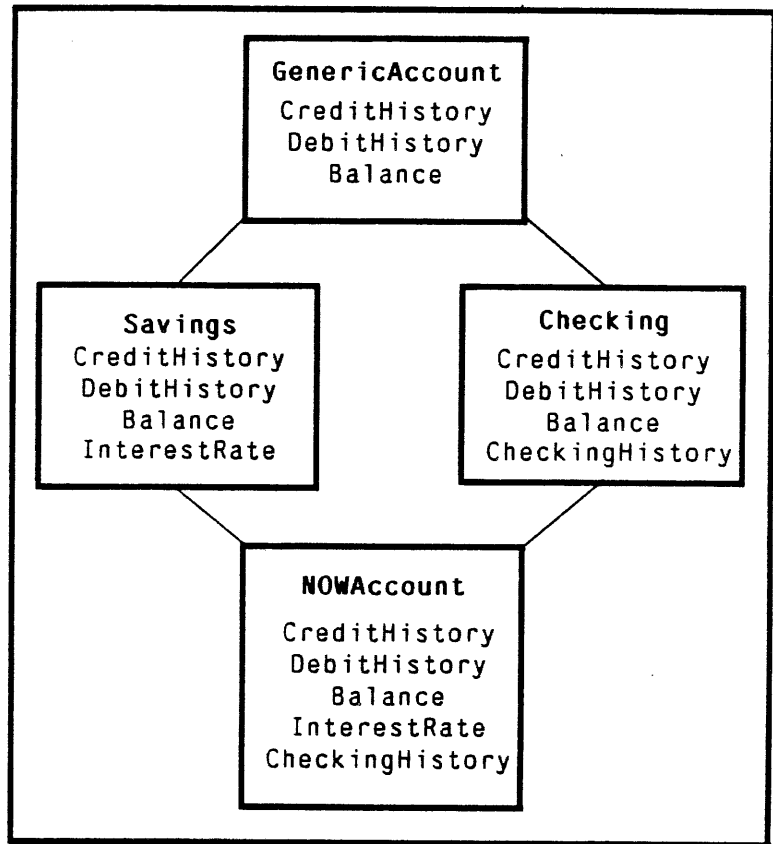 GenericAccount
CreditHistory
DebitHistory
Balance
Savings
CreditHistory
DebitHistory
Balance
InterestRate
Checking
CreditHistory
DebitHistory
Balance
CheckingHistory
NOWAccount
CreditHistory
DebitHistory
Balance
InterestRate
CheckingHistory